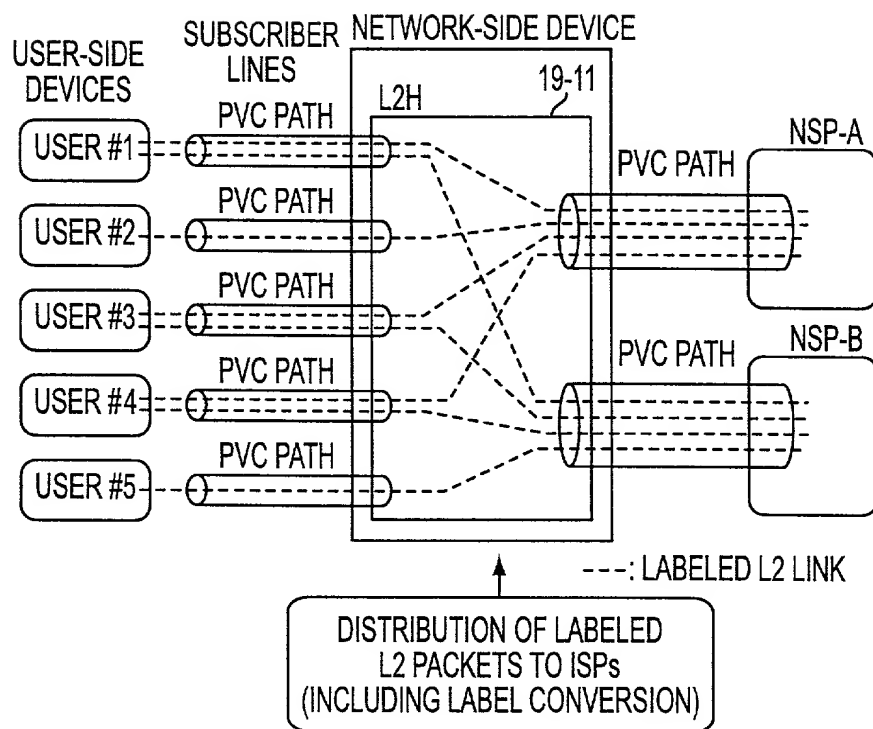 USER-SIDE
DEVICES
SUBSCRIBER
LINES
NETWORK-SIDE DEVICE
L2H
19-11
USER #1
PVC PATH
USER #2
PVC PATH
USER #3
PVC PATH
USER #4
PVC PATH
USER #5
PVC PATH
PVC PATH
NSP-A
PVC PATH
NSP-B
----: LABELED L2 LINK
DISTRIBUTION OF LABELED
L2 PACKETS TO ISPs
(INCLUDING LABEL CONVERSION)